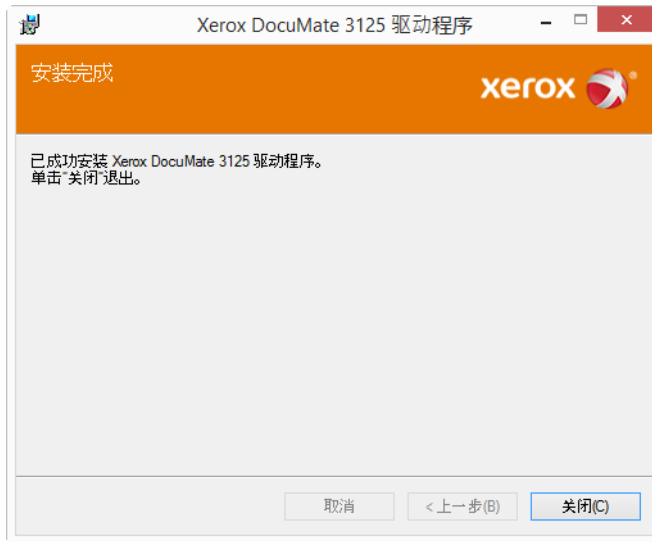 Xerox DocuMate 3125 驱动程序
安装完成
xerox
已成功安装 Xerox DocuMate 3125 驱动程序。
单击"关闭"退出。
取消
<上一步(B)
关闭(C)